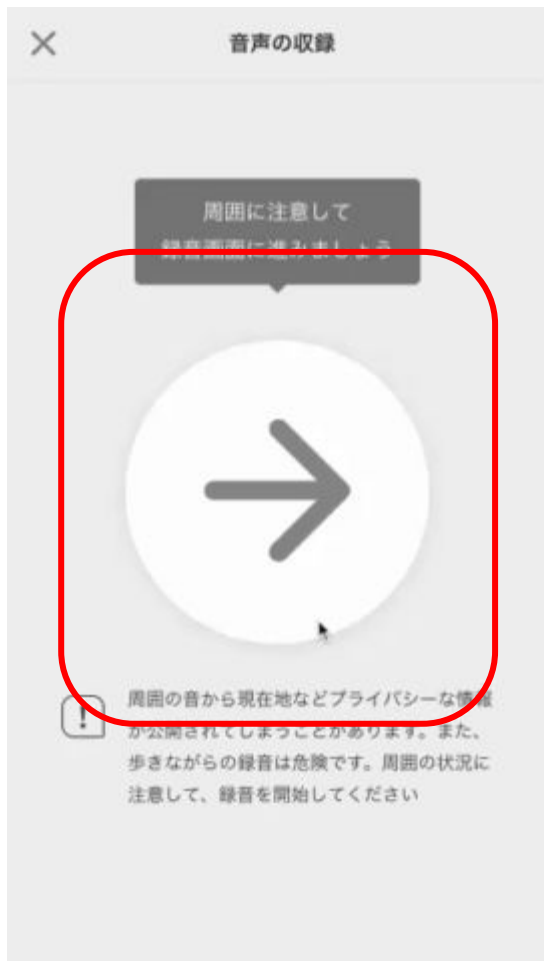 音声の収録
周囲に注意して
録音画面に進みましょう
周囲の音から現在地などプライバシーな情報
が公開されてしまうことがあります。また、
歩きながらの録音は危険です。周囲の状況に
注意して、録音を開始してください